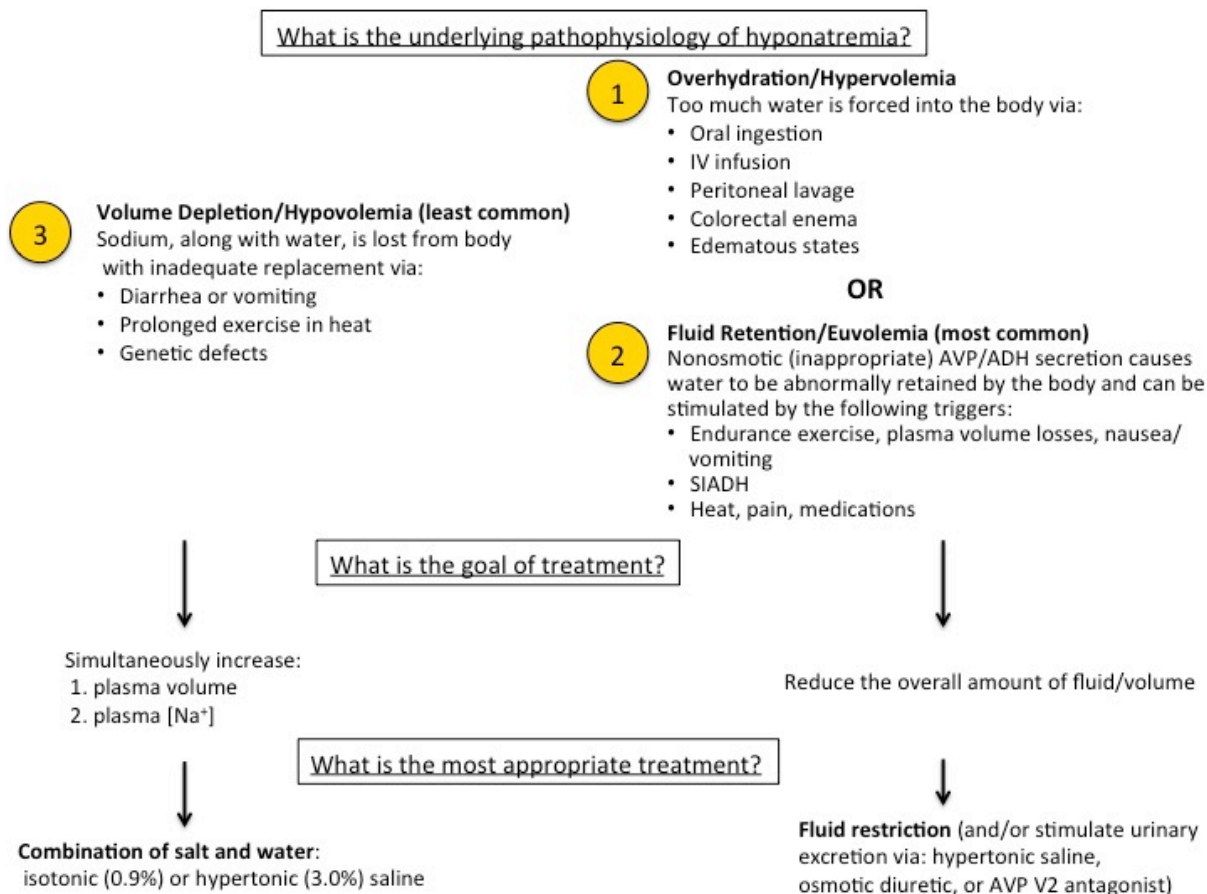 What is the underlying pathophysiology of hyponatremia?
1
Overhydration/Hypervolemia
Too much water is forced into the body via:
• Oral ingestion
• IV infusion
• Peritoneal lavage
• Colorectal enema
• Edematous states
3
Volume Depletion/Hypovolemia (least common)
Sodium, along with water, is lost from body
with inadequate replacement via:
• Diarrhea or vomiting
• Prolonged exercise in heat
• Genetic defects
OR
2
Fluid Retention/Euvolemia (most common)
Nonosmotic (inappropriate) AVP/ADH secretion causes
water to be abnormally retained by the body and can be
stimulated by the following triggers:
• Endurance exercise, plasma volume losses, nausea/
vomiting
• SIADH
• Heat, pain, medications
What is the goal of treatment?
Simultaneously increase:
1. plasma volume
2. plasma [Na⁺]
Reduce the overall amount of fluid/volume
What is the most appropriate treatment?
Combination of salt and water:
isotonic (0.9%) or hypertonic (3.0%) saline
Fluid restriction (and/or stimulate urinary
excretion via: hypertonic saline,
osmotic diuretic, or AVP V2 antagonist)